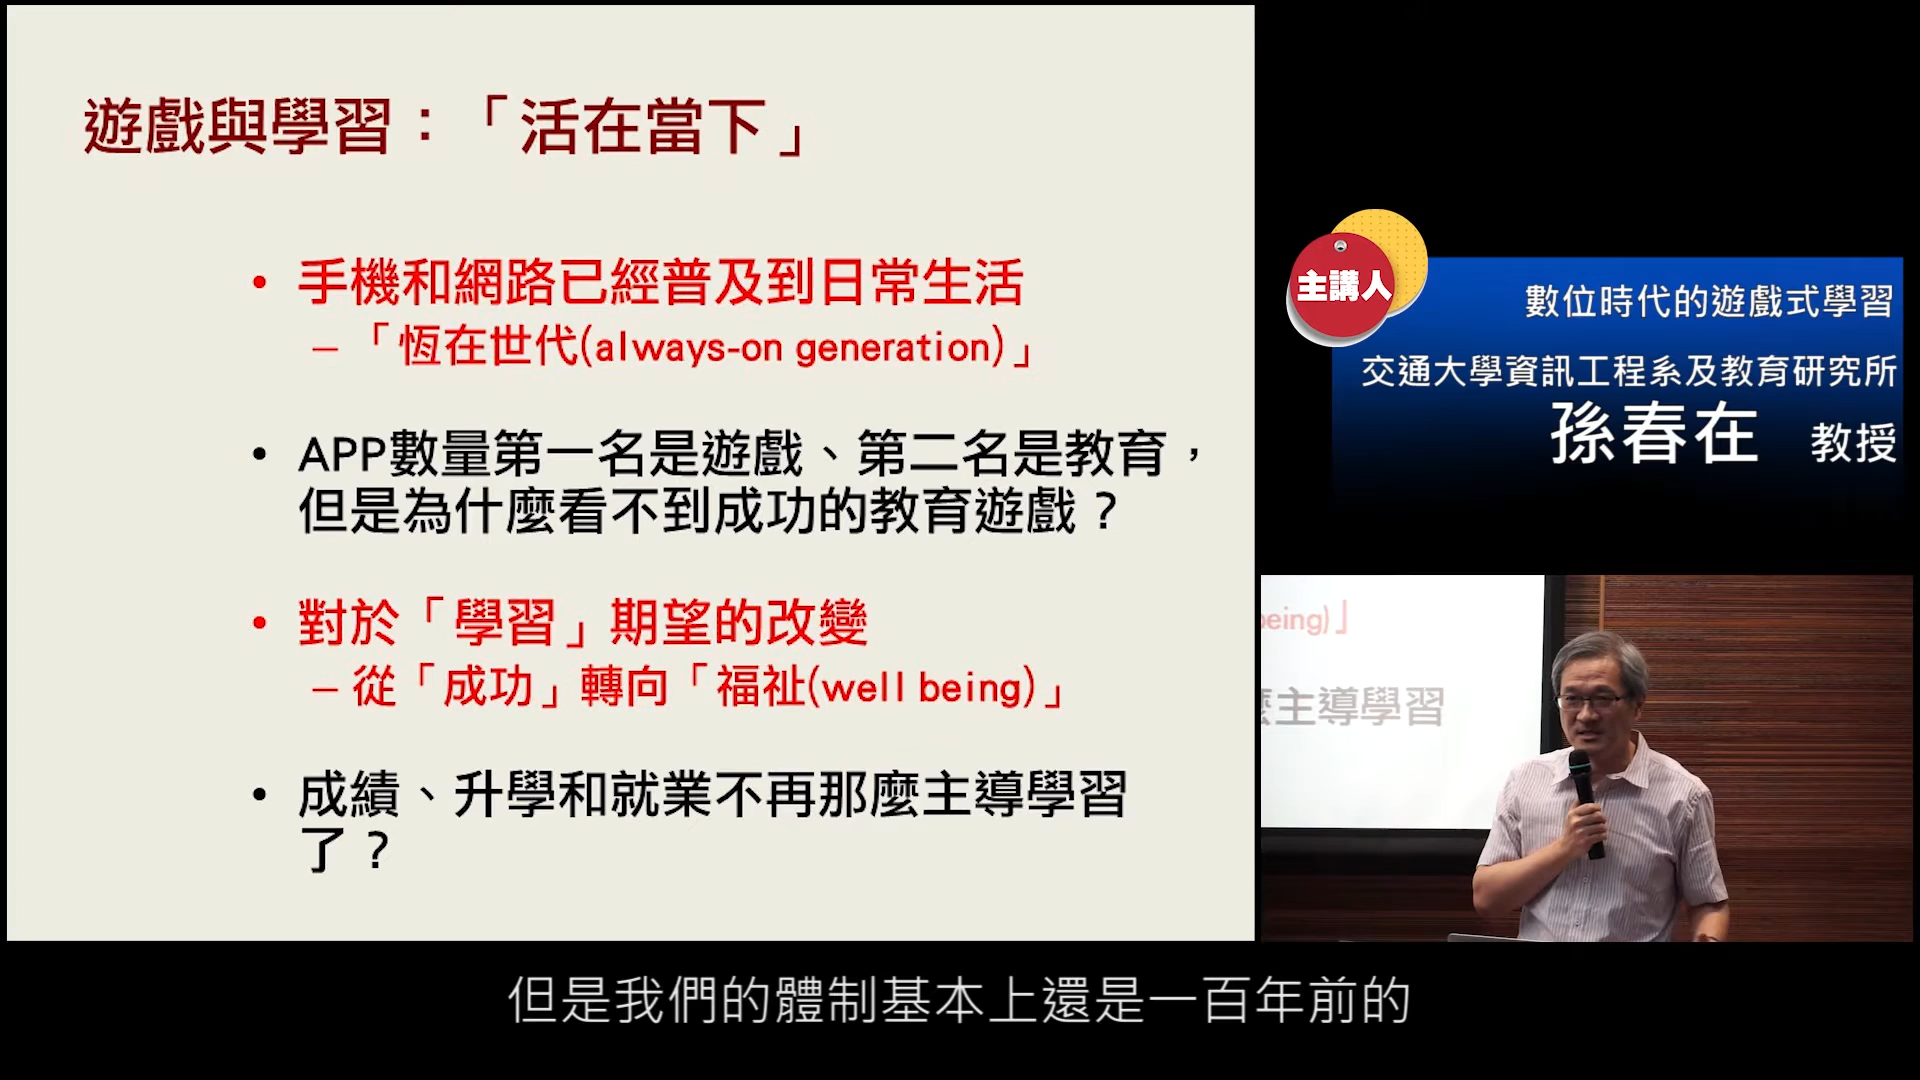 遊戲與學習：「活在當下」
• 手機和網路已經普及到日常生活
– 「恆在世代(always-on generation)」
• APP數量第一名是遊戲、第二名是教育，
但是為什麼看不到成功的教育遊戲？
• 對於「學習」期望的改變
– 從「成功」轉向「福祉(well being)」
• 成績、升學和就業不再那麼主導學習
了？
主講人
數位時代的遊戲式學習
交通大學資訊工程系及教育研究所
孫春在 教授
being)」
麼主導學習
但是我們的體制基本上還是一百年前的